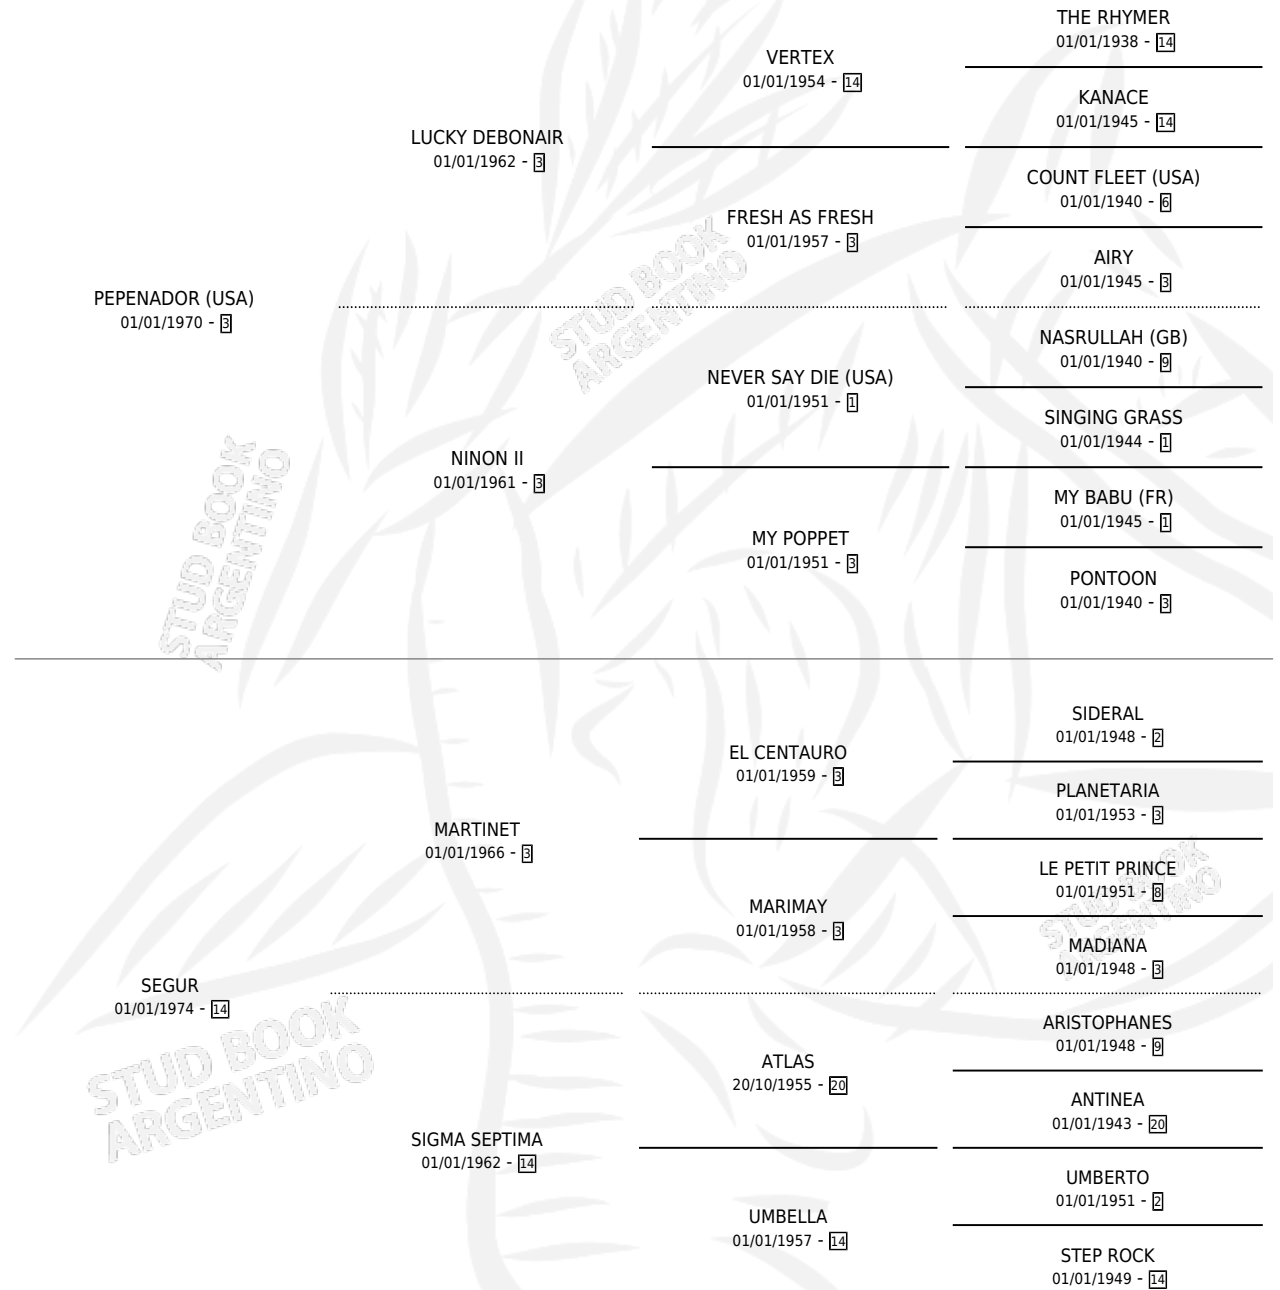 THE RHYMER
01/01/1938 - 14
VERTEX
01/01/1954 - 14
KANACE
01/01/1945 - 14
LUCKY DEBONAIR
01/01/1962 - 3
COUNT FLEET (USA)
01/01/1940 - 6
FRESH AS FRESH
01/01/1957 - 3
AIRY
01/01/1945 - 3
PEPENADOR (USA)
01/01/1970 - 3
NASRULLAH (GB)
01/01/1940 - 9
NEVER SAY DIE (USA)
01/01/1951 - 1
SINGING GRASS
01/01/1944 - 1
NINON II
01/01/1961 - 3
MY BABU (FR)
01/01/1945 - 1
MY POPPET
01/01/1951 - 3
PONTOON
01/01/1940 - 3
SIDERAL
01/01/1948 - 2
EL CENTAURO
01/01/1959 - 3
PLANETARIA
01/01/1953 - 3
MARTINET
01/01/1966 - 3
LE PETIT PRINCE
01/01/1951 - 8
MARIMAY
01/01/1958 - 3
MADIANA
01/01/1948 - 3
SEGUR
01/01/1974 - 14
ARISTOPHANES
01/01/1948 - 9
ATLAS
20/10/1955 - 20
ANTINEA
01/01/1943 - 20
SIGMA SEPTIMA
01/01/1962 - 14
UMBERTO
01/01/1951 - 2
UMBELLA
01/01/1957 - 14
STEP ROCK
01/01/1949 - 14
STUD BOOK
ARGENTINO
STUD BOOK
ARGENTINO
STUD BOOK
ARGENTINO
STUD BOOK
ARGENTINO